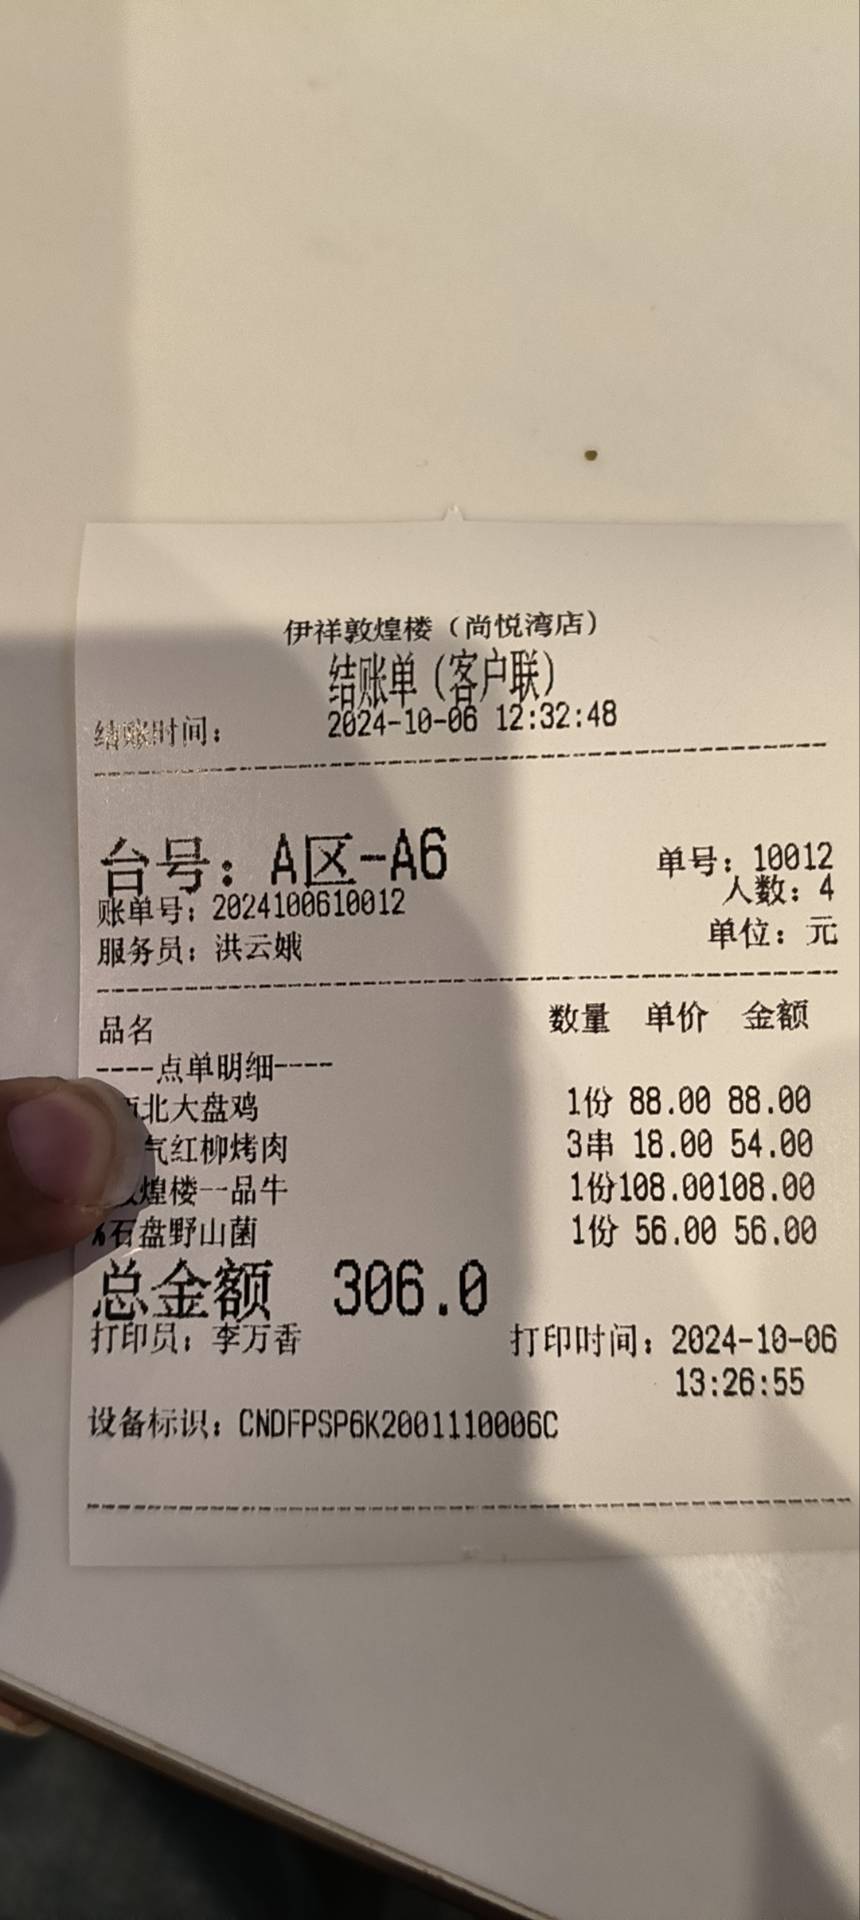 伊祥敦煌楼（尚悦湾店）
结账单（客户联）
结账时间： 2024-10-06 12:32:48
台号：A区-A6
单号：10012
账单号：2024100610012
人数：4
服务员：洪云娥
单位：元
品名 数量 单价 金额
----点单明细----
北大盘鸡 1份 88.00 88.00
气红柳烤肉 3串 18.00 54.00
煌楼一品牛 1份108.00108.00
石盘野山菌 1份 56.00 56.00
总金额 306.0
打印员：李万香 打印时间：2024-10-06
13:26:55
设备标识：CNDFPSP6K2001110006C